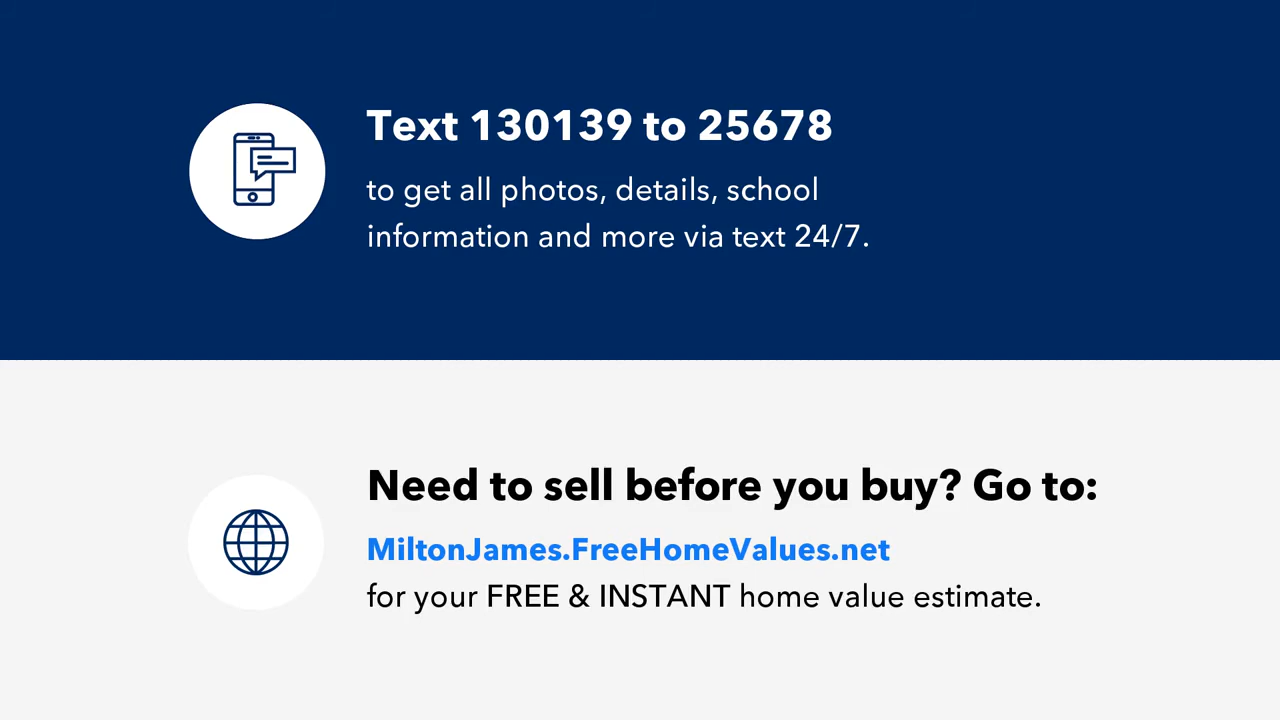 Text 130139 to 25678
to get all photos, details, school
information and more via text 24/7.
Need to sell before you buy? Go to:
MiltonJames.FreeHomeValues.net
for your FREE & INSTANT home value estimate.